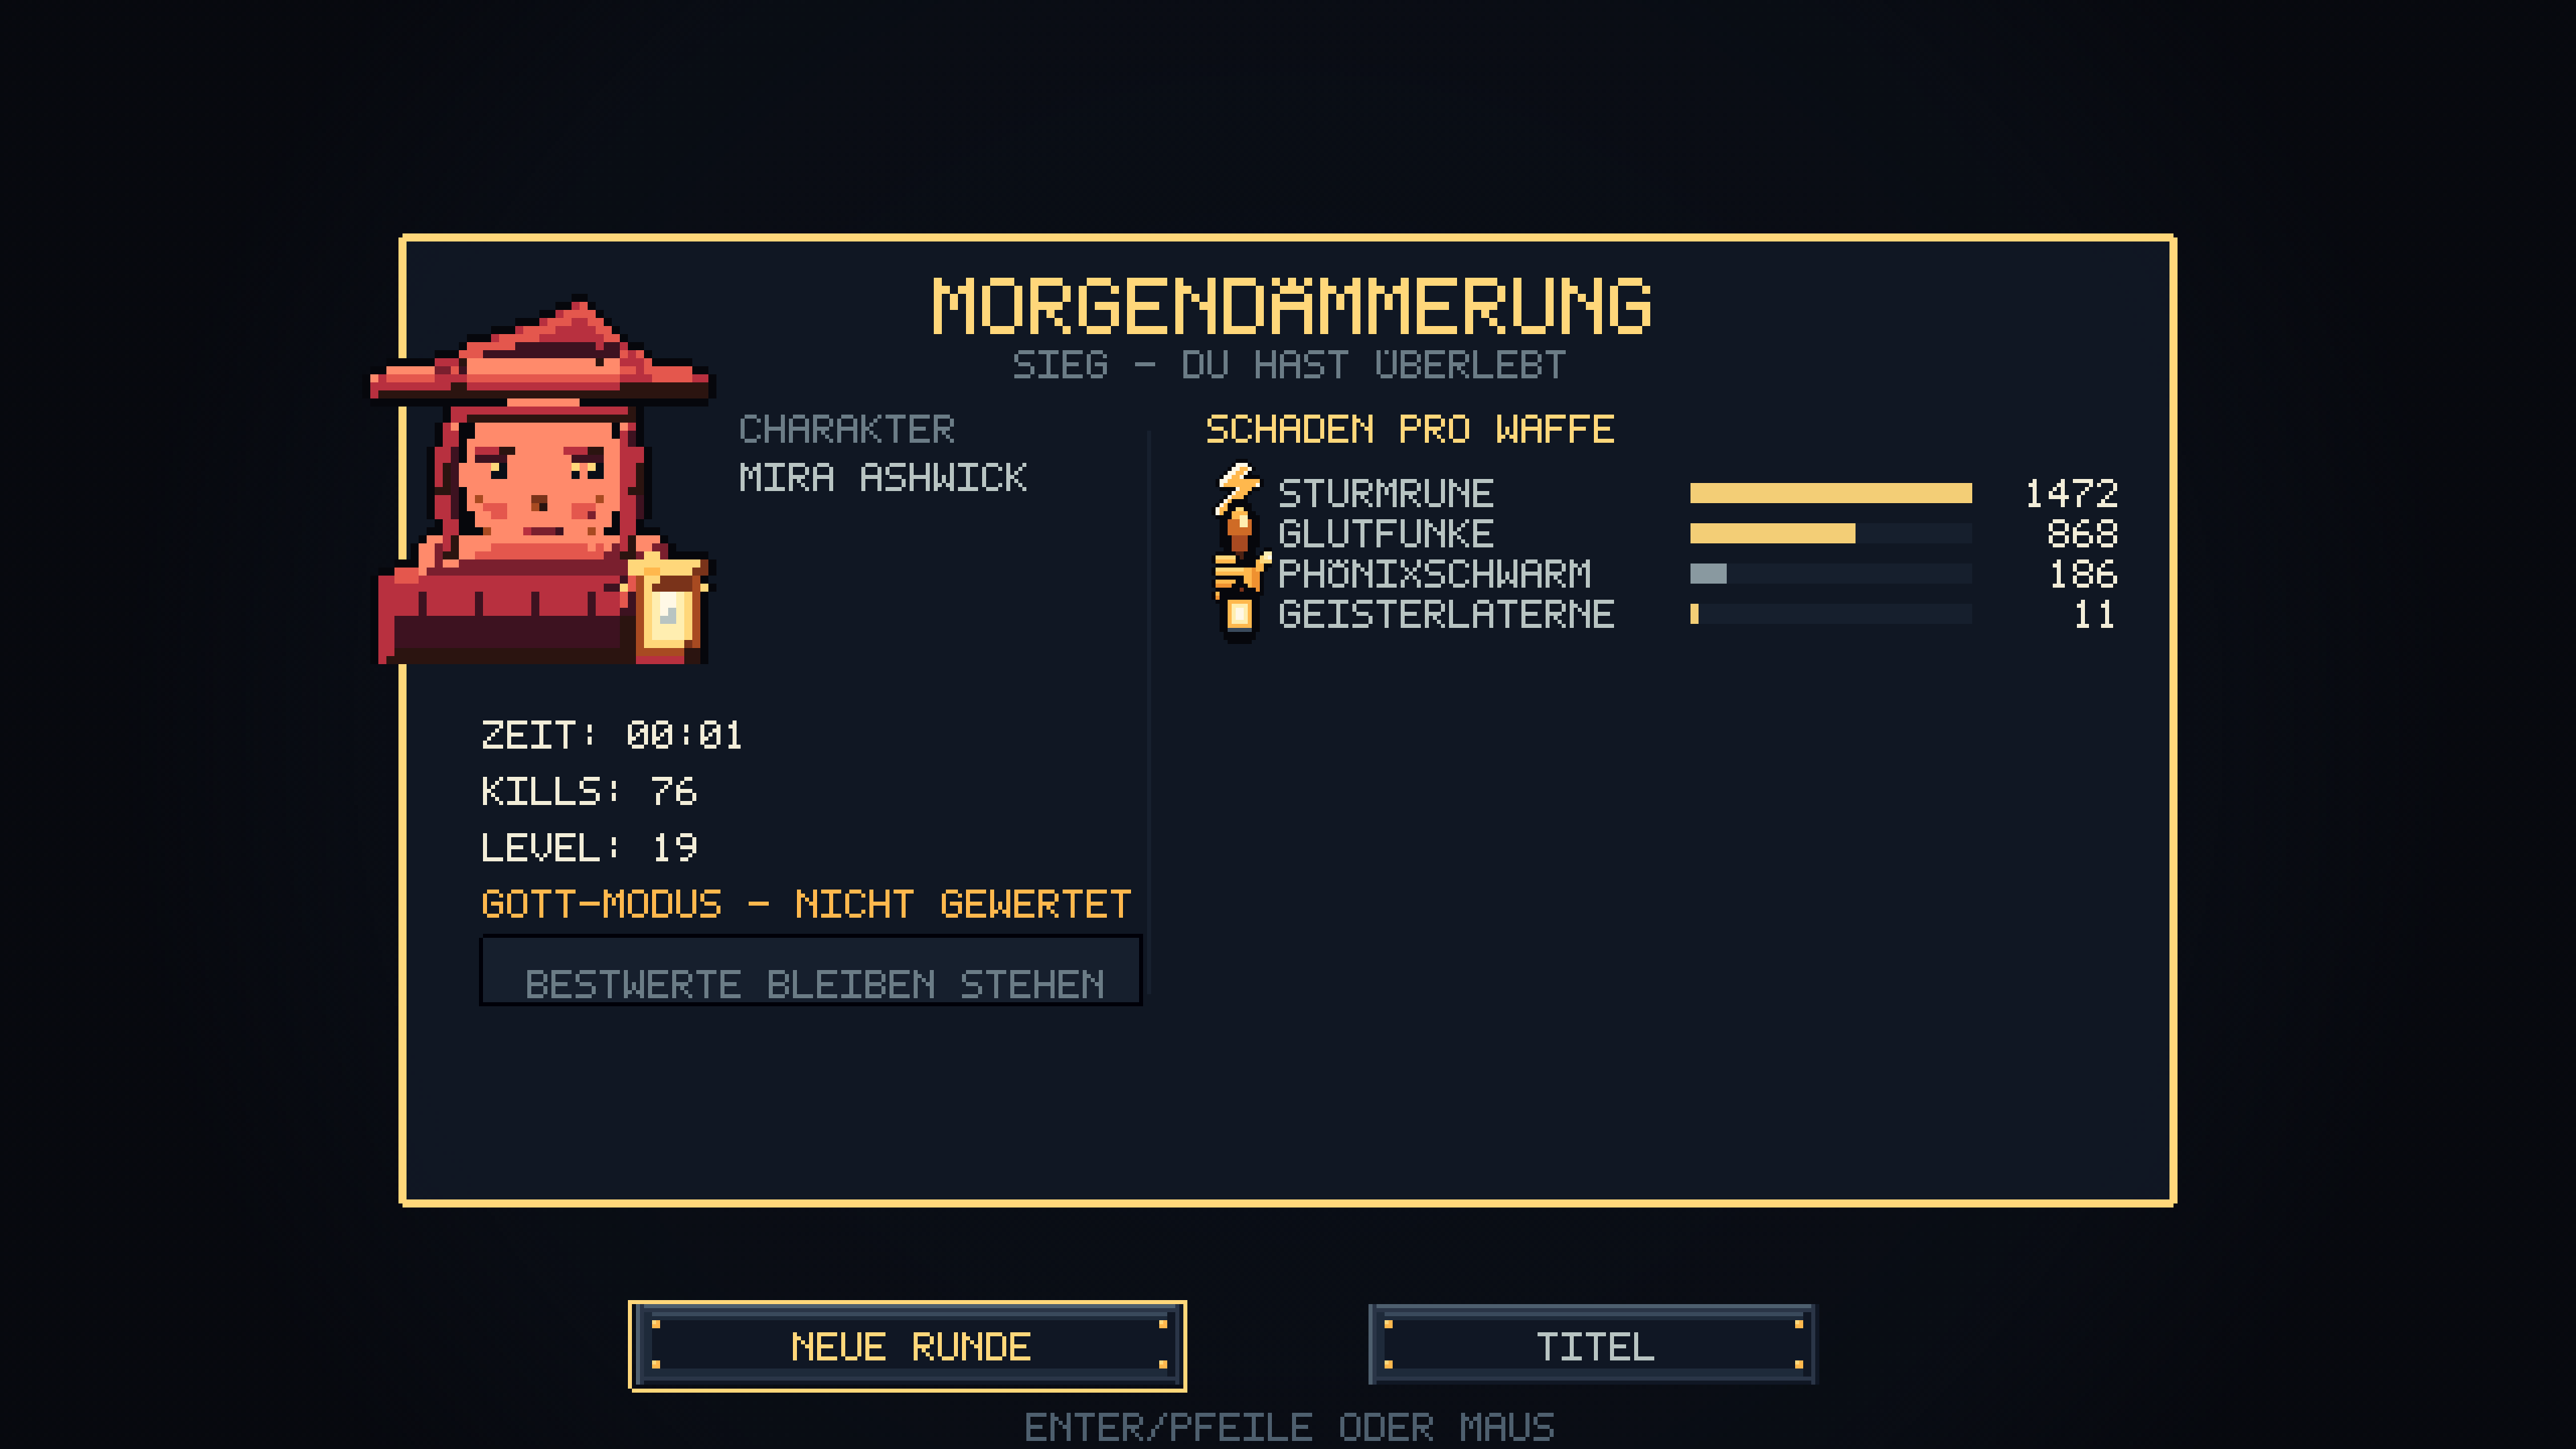 MORGENDÄMMERUNG
SIEG - DU HAST ÜBERLEBT
CHARAKTER
MIRA ASHWICK
ZEIT: 00:01
KILLS: 76
LEVEL: 19
GOTT-MODUS - NICHT GEWERTET
BESTWERTE BLEIBEN STEHEN
SCHADEN PRO WAFFE
STURMRUNE 1472
GLUTFUNKE 868
PHÖNIXSCHWARM 186
GEISTERLATERNE 11
NEUE RUNDE
TITEL
ENTER/PFEILE ODER MAUS